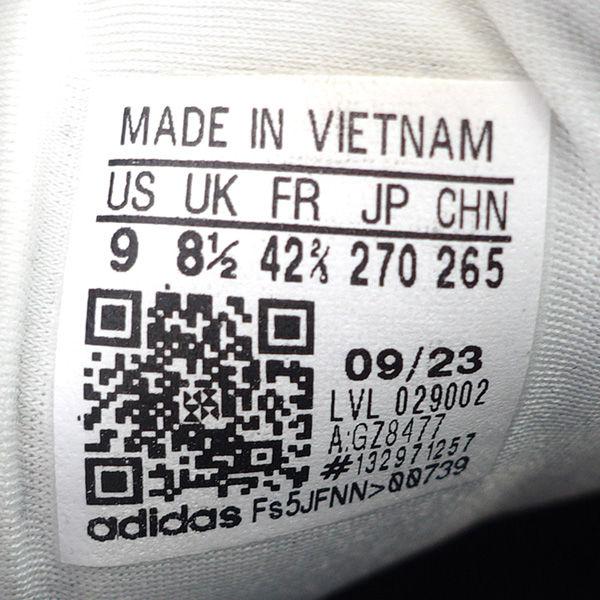 MADE IN VIETNAM
US UK FR JP CHN
9 8½ 42⅔ 270 265
09/23
LVL 029002
A:GZ8477
#132971257
adidas Fs5JFNN>00739